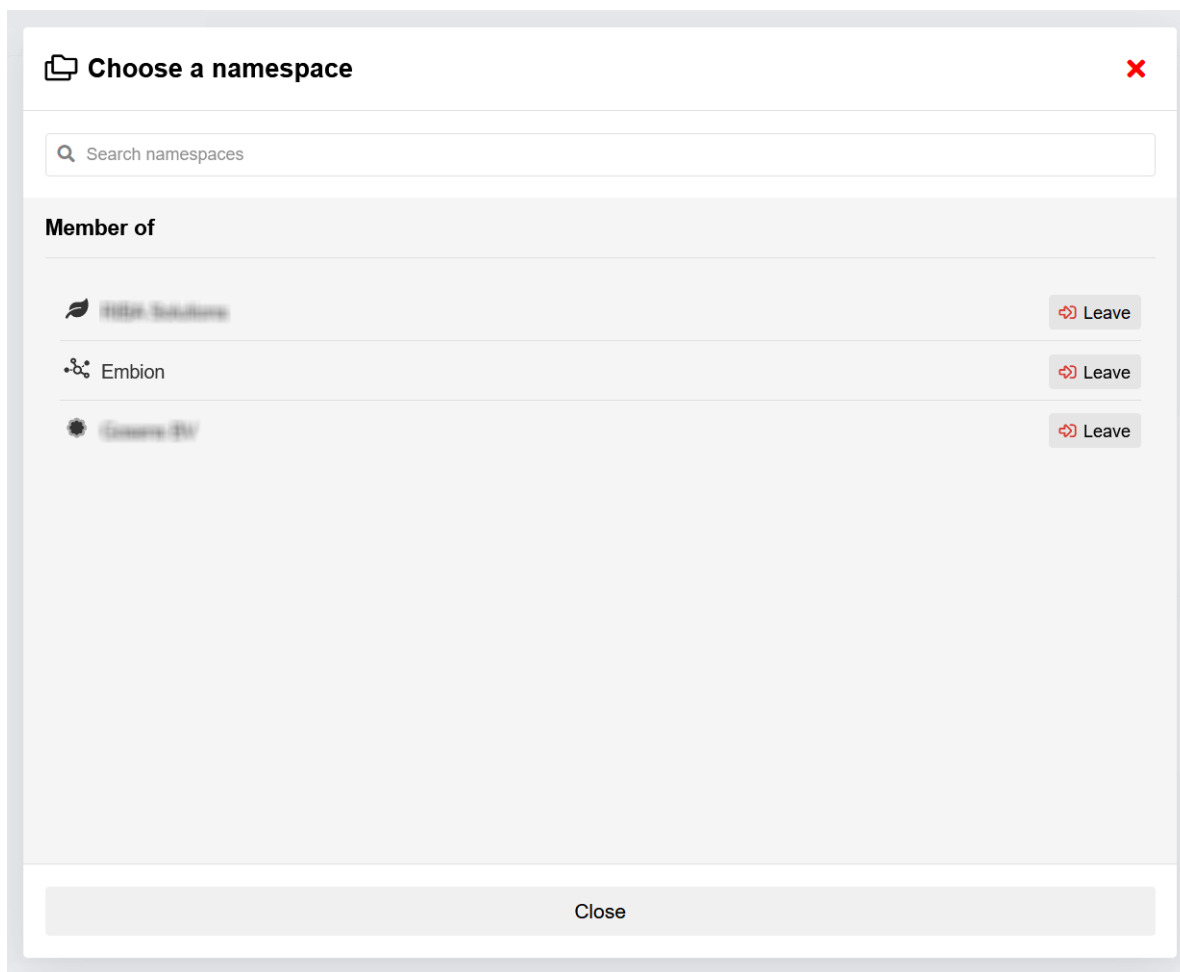 Choose a namespace
Search namespaces
Member of
Leave
Embion
Leave
Leave
Close